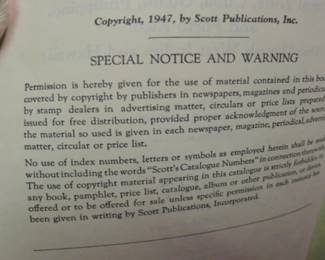 Copyright, 1947, by Scott Publications, Inc.
SPECIAL NOTICE AND WARNING
Permission is hereby given for the use of material contained in this boo
covered by copyright by publishers in newspapers, magazines and periodical
by stamp dealers in advertising matter, circulars or price lists prepared
issued for free distribution, provided proper acknowledgment of the source
the material so used is given in each newspaper, magazine, periodical, adver
matter, circular or price list.
No use of index numbers, letters or symbols as employed herein shall be
without including the words "Scott's Catalogue Numbers" in connection
The use of copyright material appearing in this catalogue is strictly forbidden
any book, pamphlet, price list, catalogue, album or other publication,
offered or to be offered for sale unless specific permission in each instance
been given in writing by Scott Publications, Incorporated.